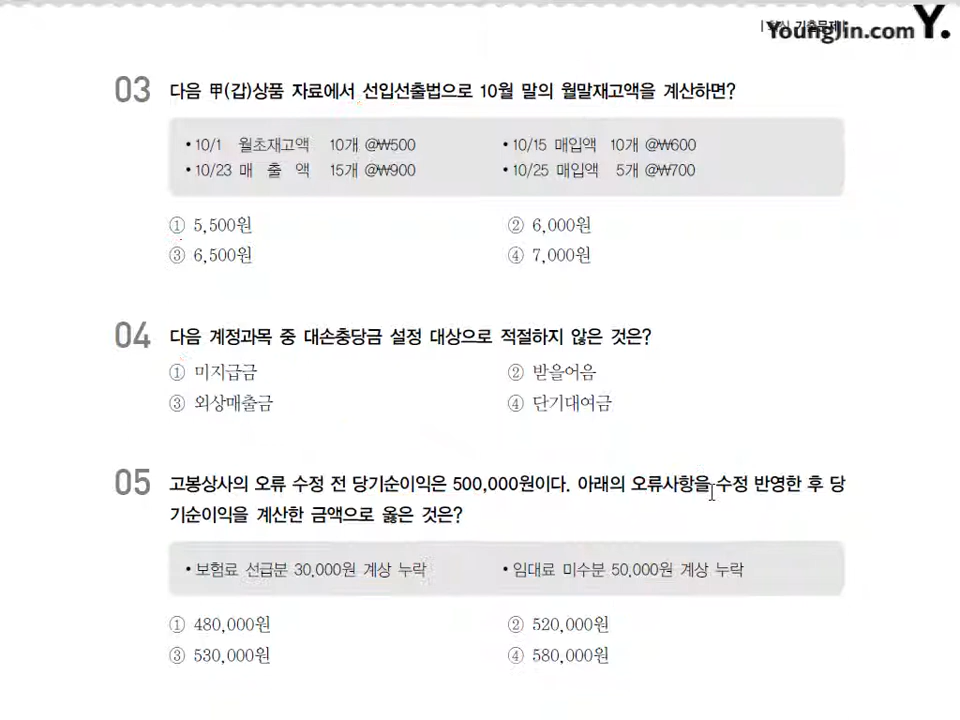 YoungJin.com Y.
03 다음 甲(갑)상품 자료에서 선입선출법으로 10월 말의 월말재고액을 계산하면?
• 10/1 월초재고액 10개 @₩500 • 10/15 매입액 10개 @₩600
• 10/23 매 출 액 15개 @₩900 • 10/25 매입액 5개 @₩700
① 5,500원 ② 6,000원
③ 6,500원 ④ 7,000원
04 다음 계정과목 중 대손충당금 설정 대상으로 적절하지 않은 것은?
① 미지급금 ② 받을어음
③ 외상매출금 ④ 단기대여금
05 고봉상사의 오류 수정 전 당기순이익은 500,000원이다. 아래의 오류사항을 수정 반영한 후 당
기순이익을 계산한 금액으로 옳은 것은?
• 보험료 선급분 30,000원 계상 누락 • 임대료 미수분 50,000원 계상 누락
① 480,000원 ② 520,000원
③ 530,000원 ④ 580,000원